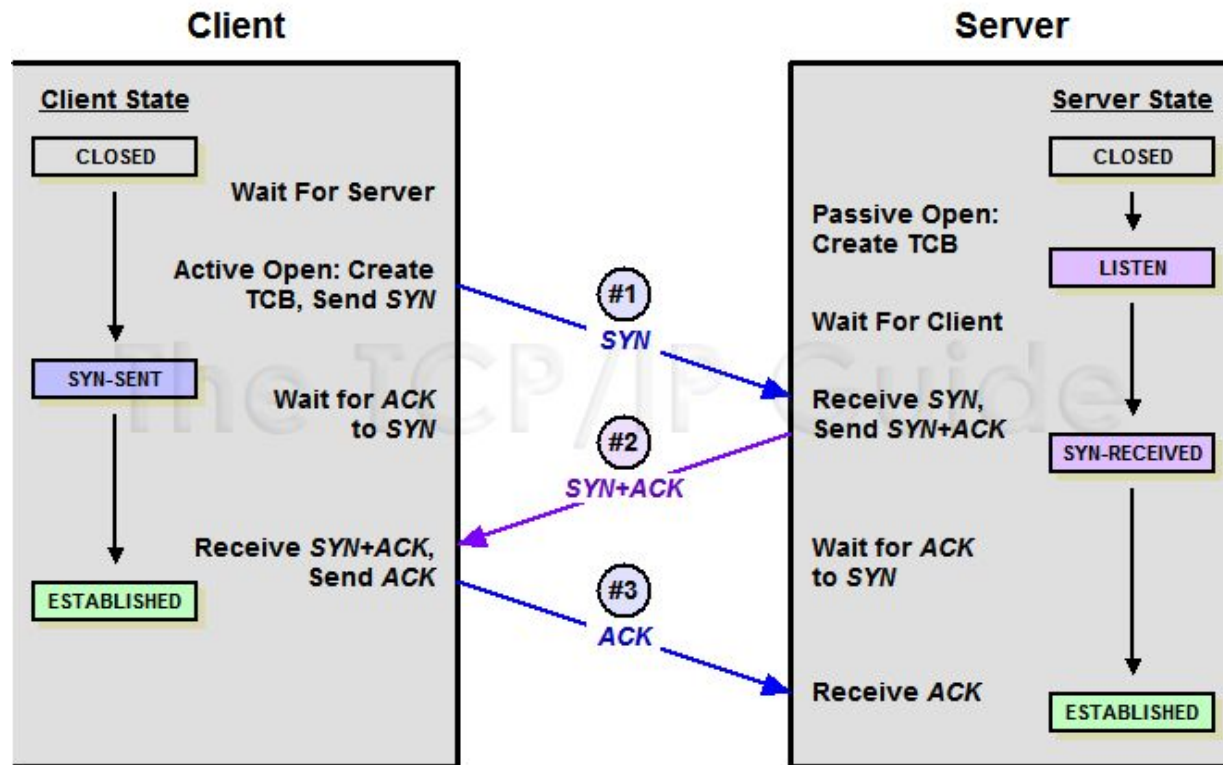 Client
Server
Client State
CLOSED
Wait For Server
Active Open: Create
TCB, Send SYN
SYN-SENT
Wait for ACK
to SYN
Receive SYN+ACK,
Send ACK
ESTABLISHED
#1
SYN
#2
SYN+ACK
#3
ACK
Server State
CLOSED
Passive Open:
Create TCB
LISTEN
Wait For Client
Receive SYN,
Send SYN+ACK
SYN-RECEIVED
Wait for ACK
to SYN
Receive ACK
ESTABLISHED
The TCP/IP Guide